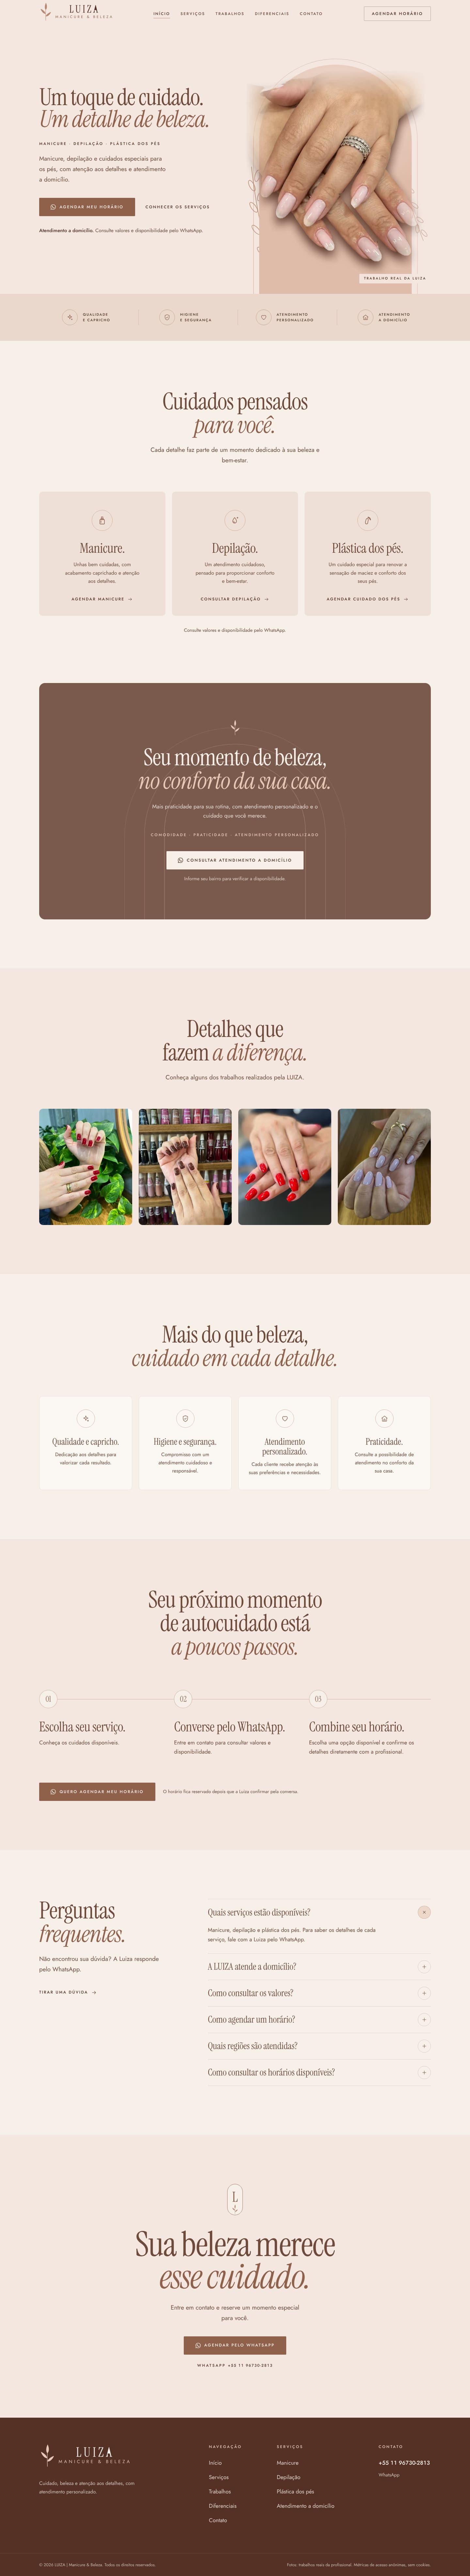 LUIZA
MANICURE & BELEZA
INÍCIO
SERVIÇOS
TRABALHOS
DIFERENCIAIS
CONTATO
AGENDAR HORÁRIO
Um toque de cuidado.
Um detalhe de beleza.
MANICURE · DEPILAÇÃO · PLÁSTICA DOS PÉS
Manicure, depilação e cuidados especiais para
os pés, com atenção aos detalhes e atendimento
a domicílio.
AGENDAR MEU HORÁRIO
CONHECER OS SERVIÇOS
Atendimento a domicílio. Consulte valores e disponibilidade pelo WhatsApp.
TRABALHO REAL DA LUIZA
QUALIDADE
E CAPRICHO
HIGIENE
E SEGURANÇA
ATENDIMENTO
PERSONALIZADO
ATENDIMENTO
A DOMICÍLIO
Cuidados pensados
para você.
Cada detalhe faz parte de um momento dedicado à sua beleza e
bem-estar.
Manicure.
Unhas bem cuidadas, com
acabamento caprichado e atenção
aos detalhes.
AGENDAR MANICURE →
Depilação.
Um atendimento cuidadoso,
pensado para proporcionar conforto
e bem-estar.
CONSULTAR DEPILAÇÃO →
Plástica dos pés.
Um cuidado especial para renovar a
sensação de maciez e conforto dos
seus pés.
AGENDAR CUIDADO DOS PÉS →
Consulte valores e disponibilidade pelo WhatsApp.
Seu momento de beleza,
no conforto da sua casa.
Mais praticidade para sua rotina, com atendimento personalizado e o
cuidado que você merece.
COMODIDADE · PRATICIDADE · ATENDIMENTO PERSONALIZADO
CONSULTAR ATENDIMENTO A DOMICÍLIO
Informe seu bairro para verificar a disponibilidade.
Detalhes que
fazem a diferença.
Conheça alguns dos trabalhos realizados pela LUIZA.
Mais do que beleza,
cuidado em cada detalhe.
Qualidade e capricho.
Dedicação aos detalhes para
valorizar cada resultado.
Higiene e segurança.
Compromisso com um
atendimento cuidadoso e
responsável.
Atendimento
personalizado.
Cada cliente recebe atenção às
suas preferências e necessidades.
Praticidade.
Consulte a possibilidade de
atendimento no conforto da
sua casa.
Seu próximo momento
de autocuidado está
a poucos passos.
01
Escolha seu serviço.
Conheça os cuidados disponíveis.
02
Converse pelo WhatsApp.
Entre em contato para consultar valores e
disponibilidade.
03
Combine seu horário.
Escolha uma opção disponível e confirme os
detalhes diretamente com a profissional.
QUERO AGENDAR MEU HORÁRIO
O horário fica reservado depois que a Luiza confirmar pela conversa.
Perguntas
frequentes.
Não encontrou sua dúvida? A Luiza responde
pelo WhatsApp.
TIRAR UMA DÚVIDA →
Quais serviços estão disponíveis?
Manicure, depilação e plástica dos pés. Para saber os detalhes de cada
serviço, fale com a Luiza pelo WhatsApp.
A LUIZA atende a domicílio?
Como consultar os valores?
Como agendar um horário?
Quais regiões são atendidas?
Como consultar os horários disponíveis?
L
Sua beleza merece
esse cuidado.
Entre em contato e reserve um momento especial
para você.
AGENDAR PELO WHATSAPP
WHATSAPP +55 11 96730-2813
LUIZA
MANICURE & BELEZA
Cuidado, beleza e atenção aos detalhes, com
atendimento personalizado.
NAVEGAÇÃO
Início
Serviços
Trabalhos
Diferenciais
Contato
SERVIÇOS
Manicure
Depilação
Plástica dos pés
Atendimento a domicílio
CONTATO
+55 11 96730-2813
WhatsApp
LUIZA | Manicure & Beleza. Todos os direitos reservados.
Fotos: trabalhos reais da profissional. Métricas de acesso anônimas, sem cookies.